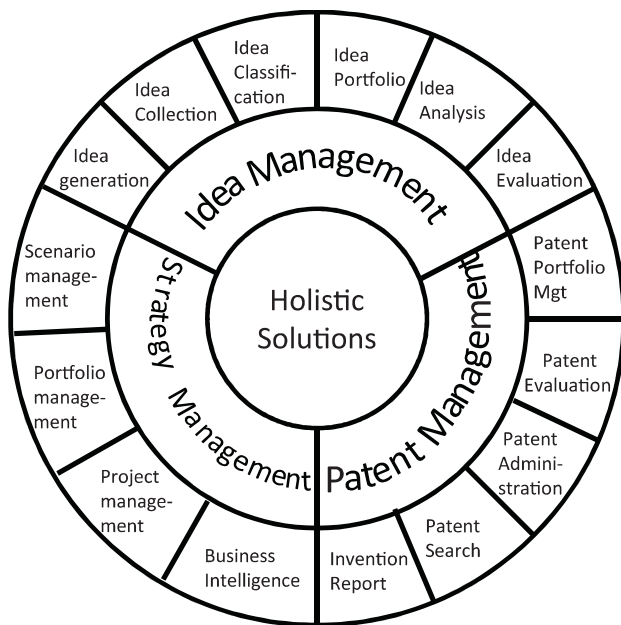 Idea
Classifi-
cation
Idea
Portfolio
Idea
Collection
Idea
Analysis
Idea
generation
Idea
Evaluation
Idea Management
Scenario
manage-
ment
Patent
Portfolio
Mgt
Strategy Management
Holistic
Solutions
Patent Management
Portfolio
manage-
ment
Patent
Evaluation
Project
manage-
ment
Patent
Admini-
stration
Business
Intelligence
Invention
Report
Patent
Search